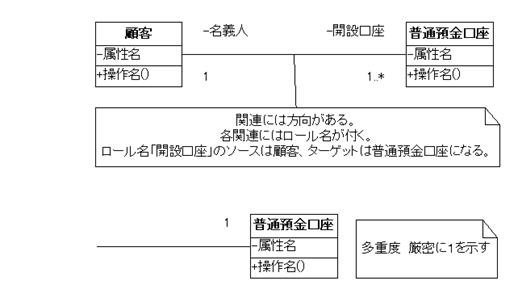 顧客
-属性名
+操作名()
-名義人
1
-開設口座
1..*
普通預金口座
-属性名
+操作名()
関連には方向がある。
各関連にはロール名が付く。
ロール名「開設口座」のソースは顧客、ターゲットは普通預金口座になる。
1
普通預金口座
-属性名
+操作名()
多重度 厳密に1を示す